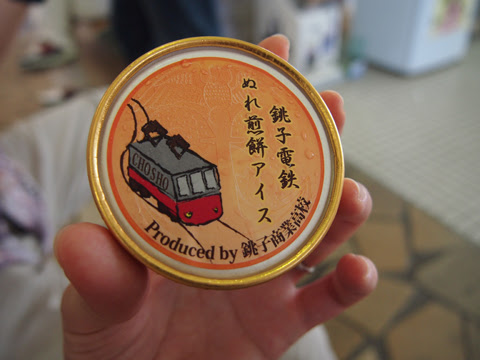 銚子電鉄
ぬれ煎餅アイス
CHOSHO
Produced by 銚子商業高校